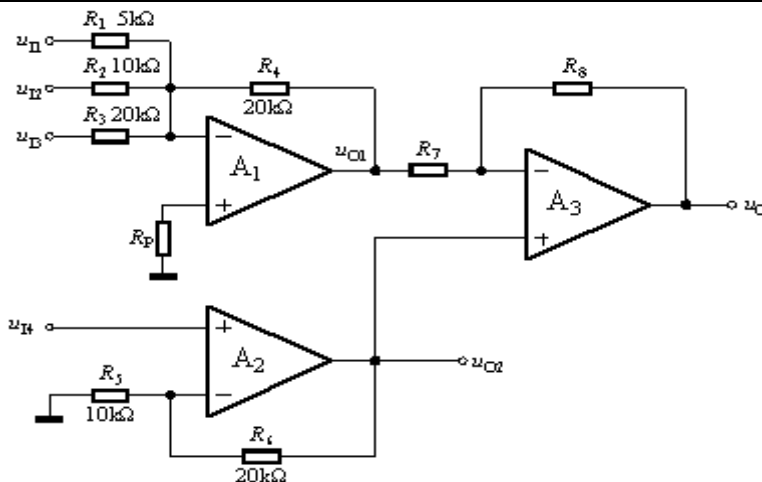 R1 5kΩ
uI1
R2 10kΩ
uI2
R3 20kΩ
uI3
R4
20kΩ
R8
−
A1
+
uO1
R7
−
A3
+
uO
RP
uI4
+
A2
−
uO2
R5
10kΩ
R6
20kΩ